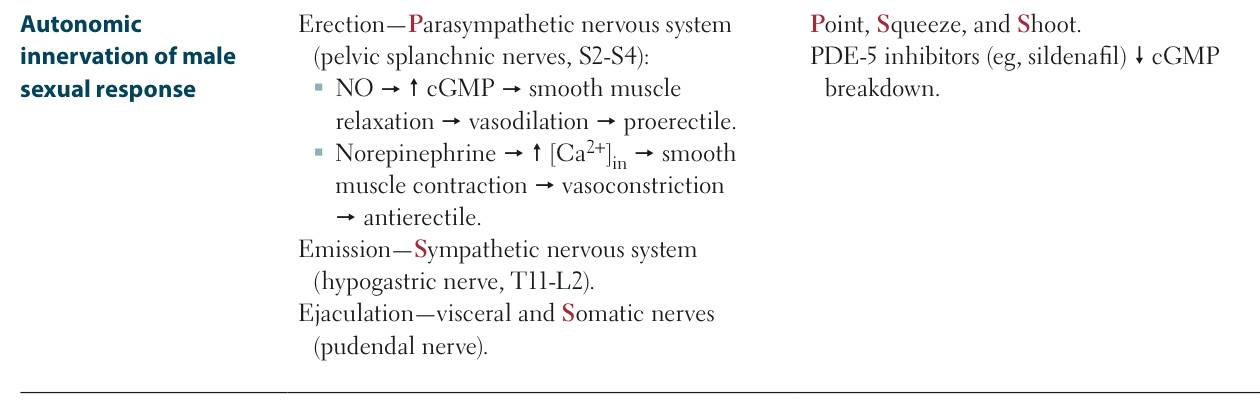 Autonomic
innervation of male
sexual response
Erection—Parasympathetic nervous system
(pelvic splanchnic nerves, S2-S4):
▪ NO → ↑ cGMP → smooth muscle
relaxation → vasodilation → proerectile.
▪ Norepinephrine → ↑ [Ca²⁺]in → smooth
muscle contraction → vasoconstriction
→ antierectile.
Emission—Sympathetic nervous system
(hypogastric nerve, T11-L2).
Ejaculation—visceral and Somatic nerves
(pudendal nerve).
Point, Squeeze, and Shoot.
PDE-5 inhibitors (eg, sildenafil) ↓ cGMP
breakdown.